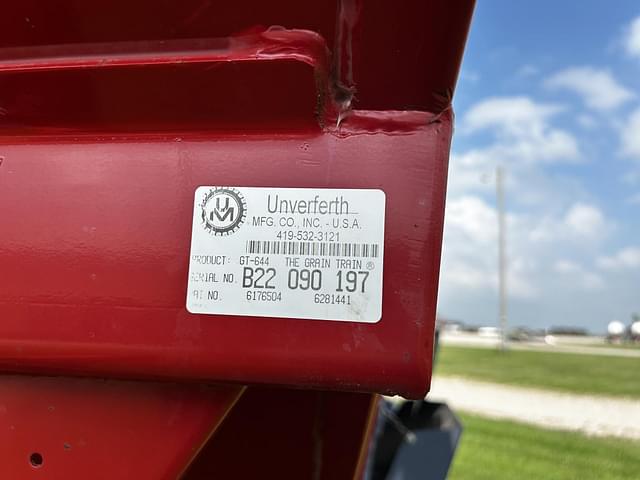 UM
Unverferth
MFG. CO., INC. - U.S.A.
419-532-3121
PRODUCT: GT-644 THE GRAIN TRAIN ®
SERIAL NO. B22 090 197
PAT NO. 6176504 6281441